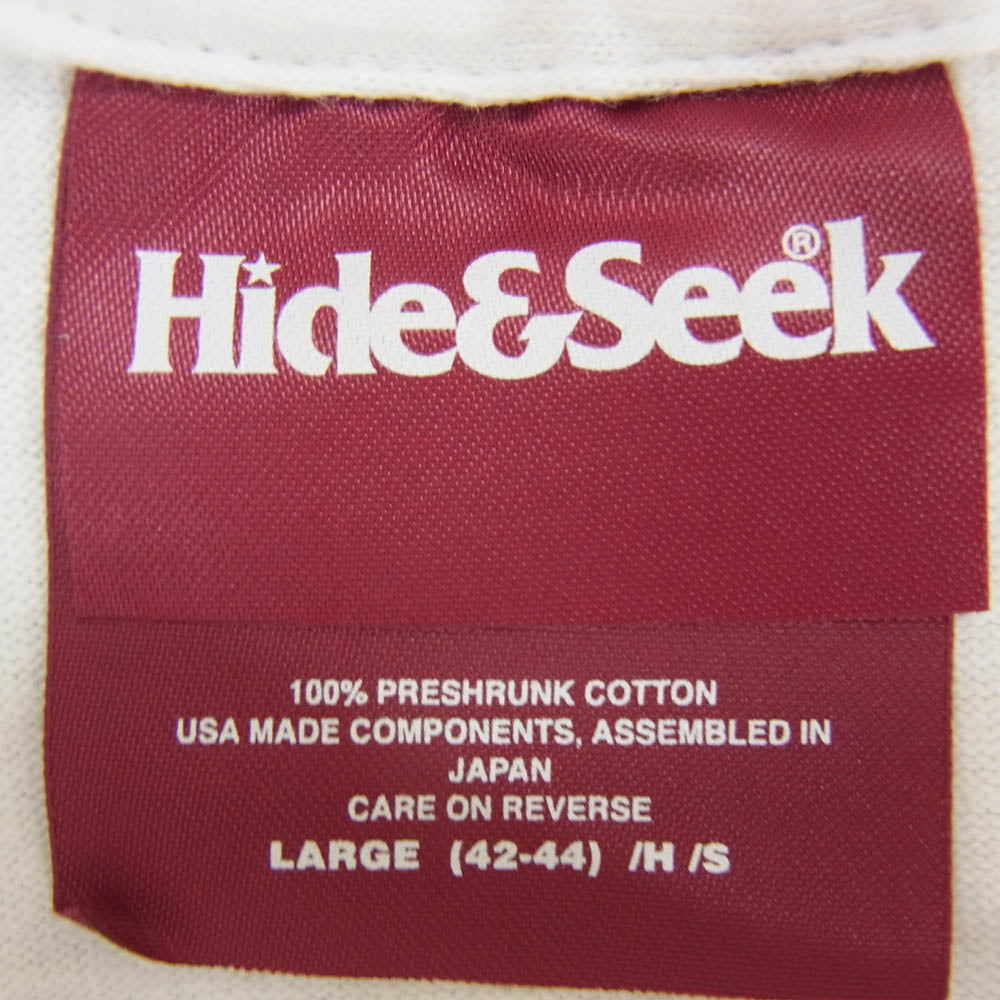 Hide&Seek®
100% PRESHRUNK COTTON
USA MADE COMPONENTS, ASSEMBLED IN
JAPAN
CARE ON REVERSE
LARGE (42-44) /H /S